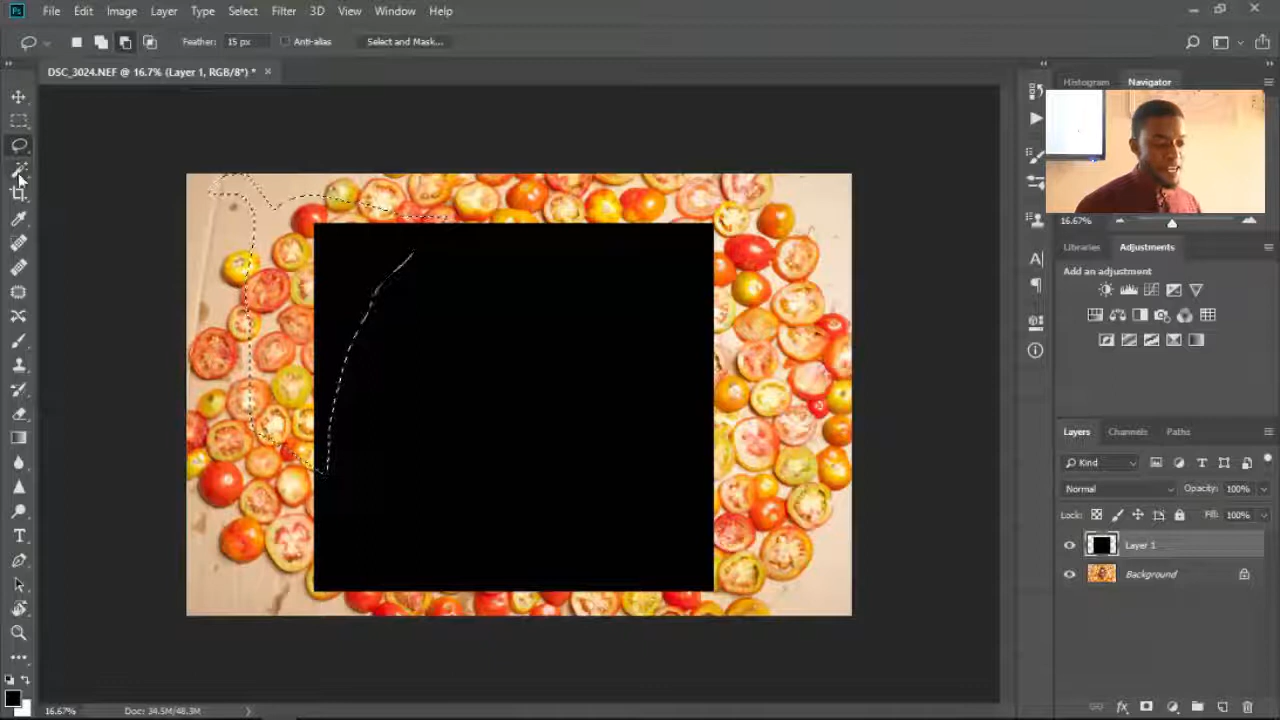 Ps File Edit Image Layer Type Select Filter 3D View Window Help
Feather: 15 px Anti-alias Select and Mask...
DSC_3024.NEF @ 16.7% (Layer 1, RGB/8*) * ×
Histogram Navigator
16.67%
Libraries Adjustments
Add an adjustment
Layers Channels Paths
Kind
Normal Opacity: 100%
Lock: Fill: 100%
Layer 1
Background
16.67% Doc: 34.5M/48.3M